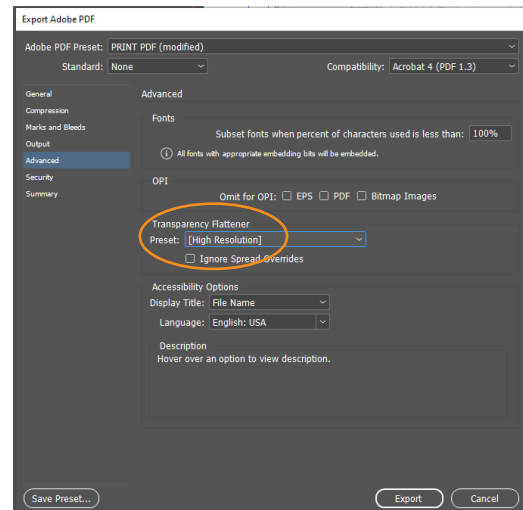 Export Adobe PDF
Adobe PDF Preset: PRINT PDF (modified)
Standard: None Compatibility: Acrobat 4 (PDF 1.3)
General
Compression
Marks and Bleeds
Output
Advanced
Security
Summary
Advanced
Fonts
Subset fonts when percent of characters used is less than: 100%
All fonts with appropriate embedding bits will be embedded.
OPI
Omit for OPI: EPS PDF Bitmap Images
Transparency Flattener
Preset: [High Resolution]
Ignore Spread Overrides
Accessibility Options
Display Title: File Name
Language: English: USA
Description
Hover over an option to view description.
Save Preset... Export Cancel